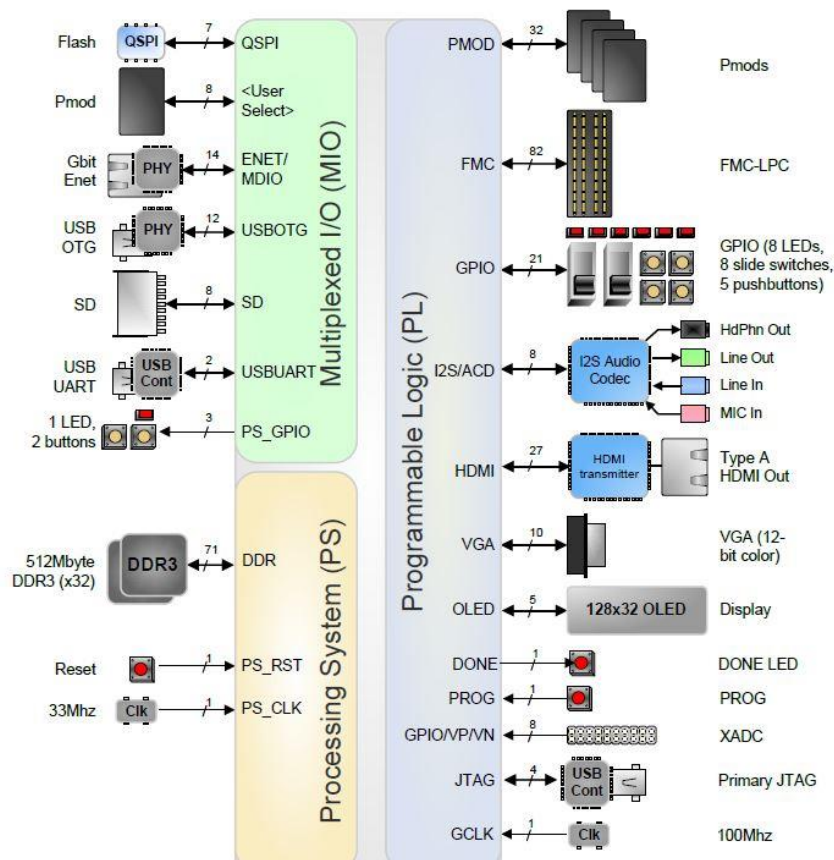 Flash
QSPI
7
QSPI
Pmod
8
<User
Select>
Gbit
Enet
PHY
14
ENET/
MDIO
USB
OTG
PHY
12
USBOTG
SD
8
SD
USB
UART
USB
Cont
2
USBUART
1 LED,
2 buttons
3
PS_GPIO
Multiplexed I/O (MIO)
512Mbyte
DDR3 (x32)
DDR3
71
DDR
Reset
1
PS_RST
33Mhz
Clk
1
PS_CLK
Processing System (PS)
Programmable Logic (PL)
PMOD
32
Pmods
FMC
82
FMC-LPC
GPIO
21
GPIO (8 LEDs,
8 slide switches,
5 pushbuttons)
I2S/ACD
8
I2S Audio
Codec
HdPhn Out
Line Out
Line In
MIC In
HDMI
27
HDMI
transmitter
Type A
HDMI Out
VGA
10
VGA (12-
bit color)
OLED
5
128x32 OLED
Display
DONE
1
DONE LED
PROG
1
PROG
GPIO/VP/VN
8
XADC
JTAG
4
USB
Cont
Primary JTAG
GCLK
1
Clk
100Mhz